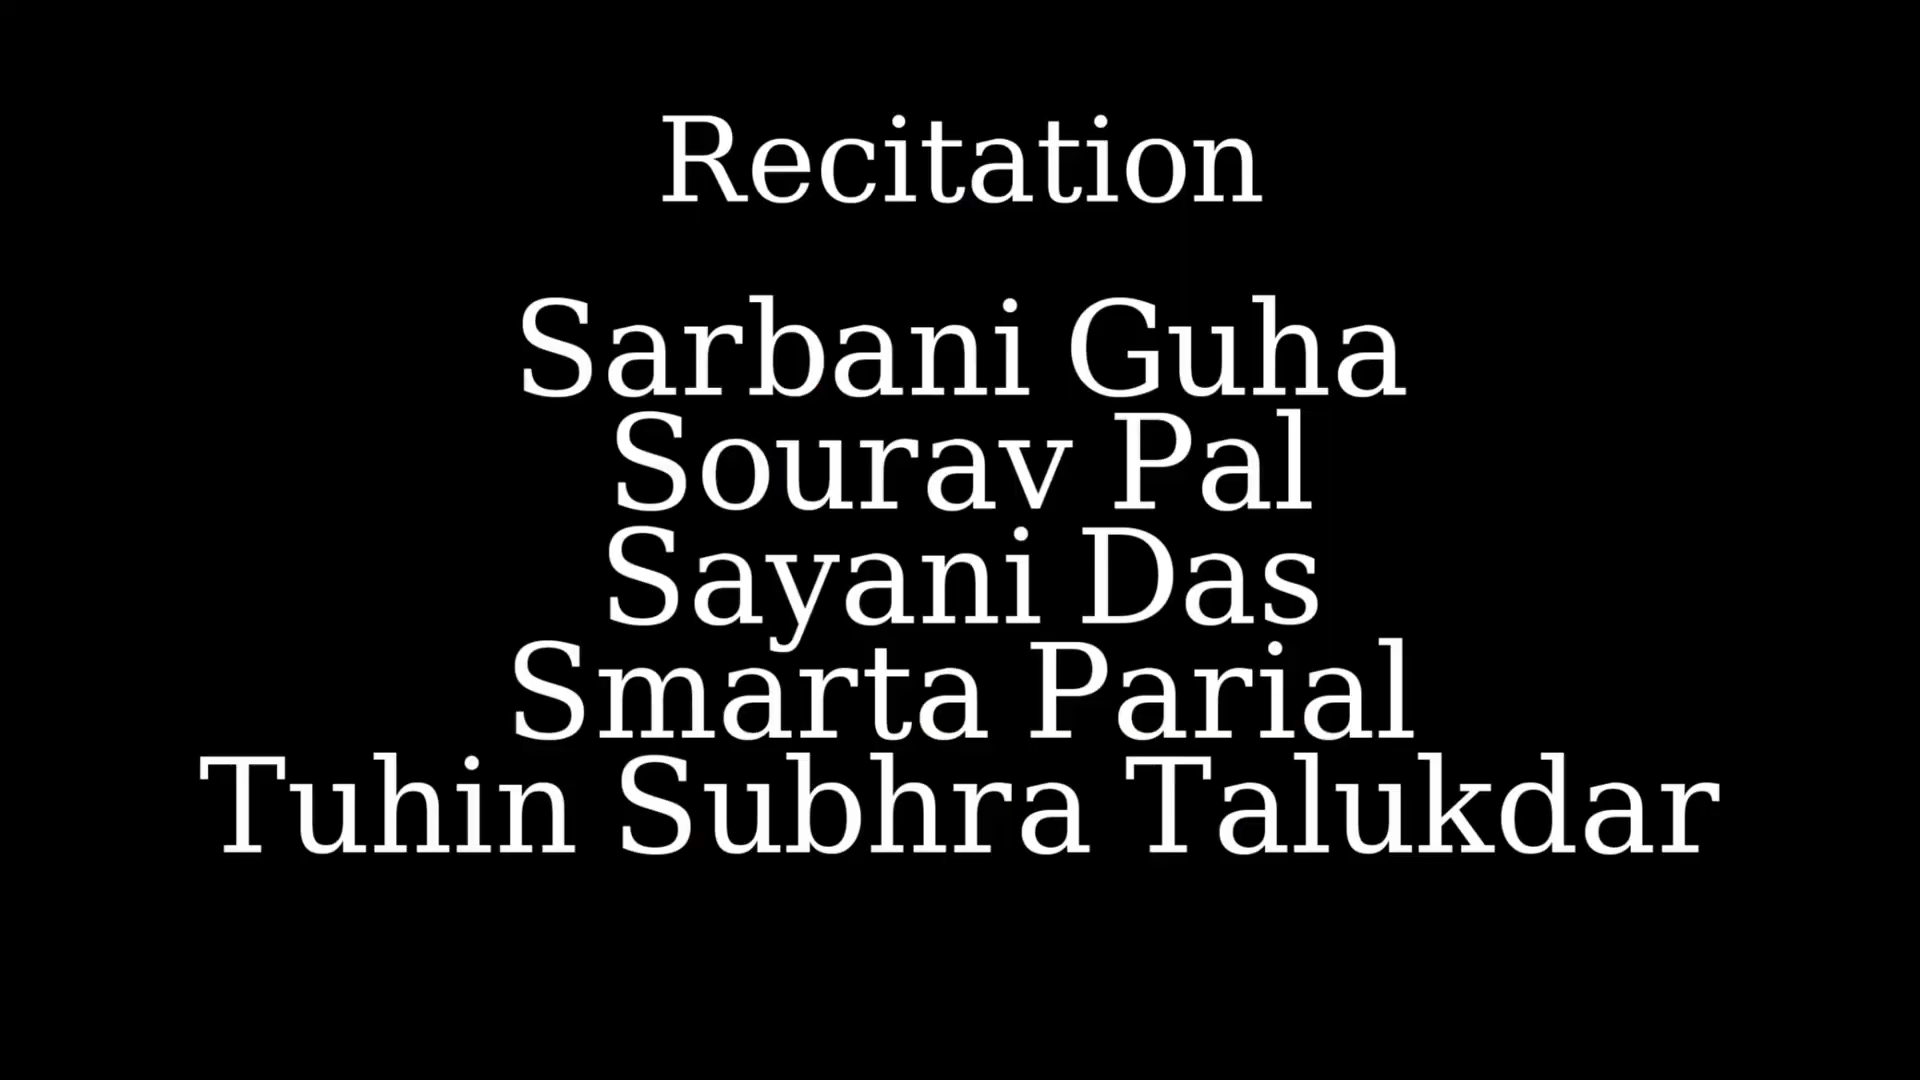 Recitation
Sarbani Guha
Sourav Pal
Sayani Das
Smarta Parial
Tuhin Subhra Talukdar